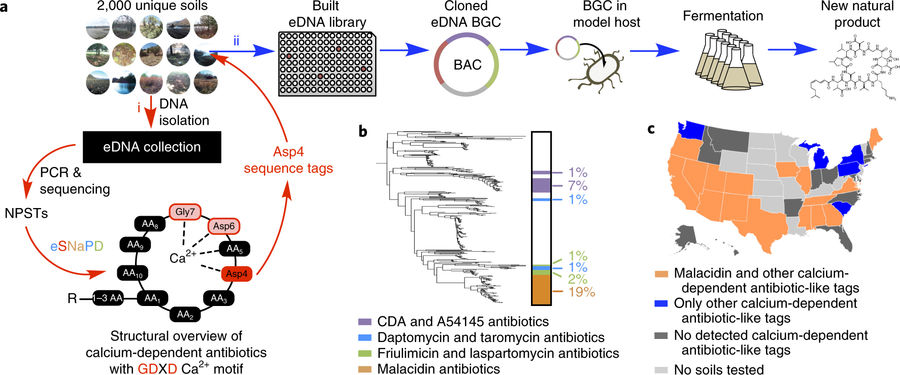 a
2,000 unique soils
i
DNA
isolation
eDNA collection
PCR &
sequencing
NPSTs
eSNaPD
Asp4
sequence tags
ii
Built
eDNA library
Cloned
eDNA BGC
BAC
BGC in
model host
Fermentation
New natural
product
Gly7
Asp6
AA8
AA5
AA9
Ca2+
Asp4
AA10
R
1–3 AA
AA1
AA2
AA3
Structural overview of
calcium-dependent antibiotics
with GDXD Ca2+ motif
b
1%
7%
1%
1%
1%
2%
19%
CDA and A54145 antibiotics
Daptomycin and taromycin antibiotics
Friulimicin and laspartomycin antibiotics
Malacidin antibiotics
c
Malacidin and other calcium-
dependent antibiotic-like tags
Only other calcium-dependent
antibiotic-like tags
No detected calcium-dependent
antibiotic-like tags
No soils tested